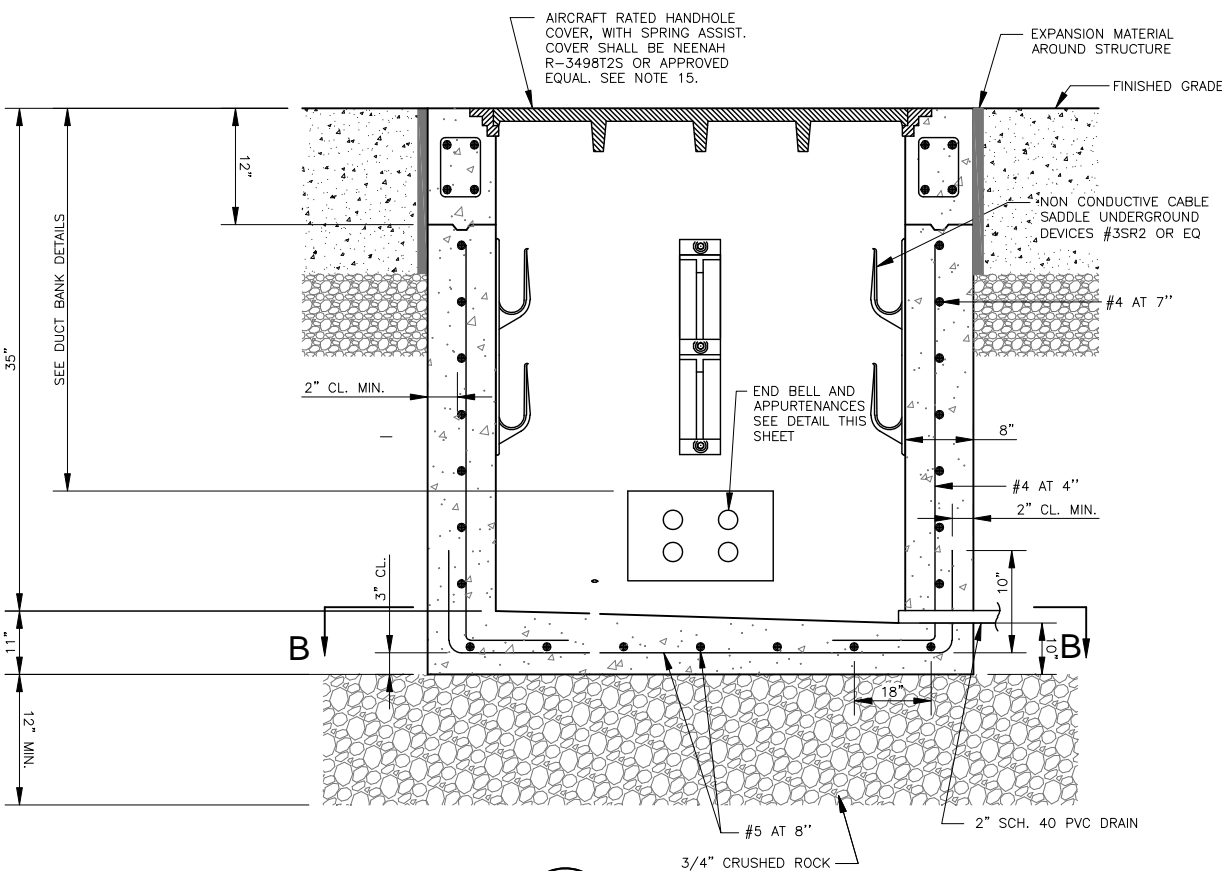 AIRCRAFT RATED HANDHOLE
COVER, WITH SPRING ASSIST.
COVER SHALL BE NEENAH
R-3498T2S OR APPROVED
EQUAL. SEE NOTE 15.
EXPANSION MATERIAL
AROUND STRUCTURE
FINISHED GRADE
12"
35"
SEE DUCT BANK DETAILS
NON CONDUCTIVE CABLE
SADDLE UNDERGROUND
DEVICES #3SR2 OR EQ
#4 AT 7"
2" CL. MIN.
END BELL AND
APPURTENANCES
SEE DETAIL THIS
SHEET
8"
#4 AT 4"
2" CL. MIN.
3" CL.
10"
B
11"
10"
B
18"
12" MIN.
#5 AT 8"
2" SCH. 40 PVC DRAIN
3/4" CRUSHED ROCK